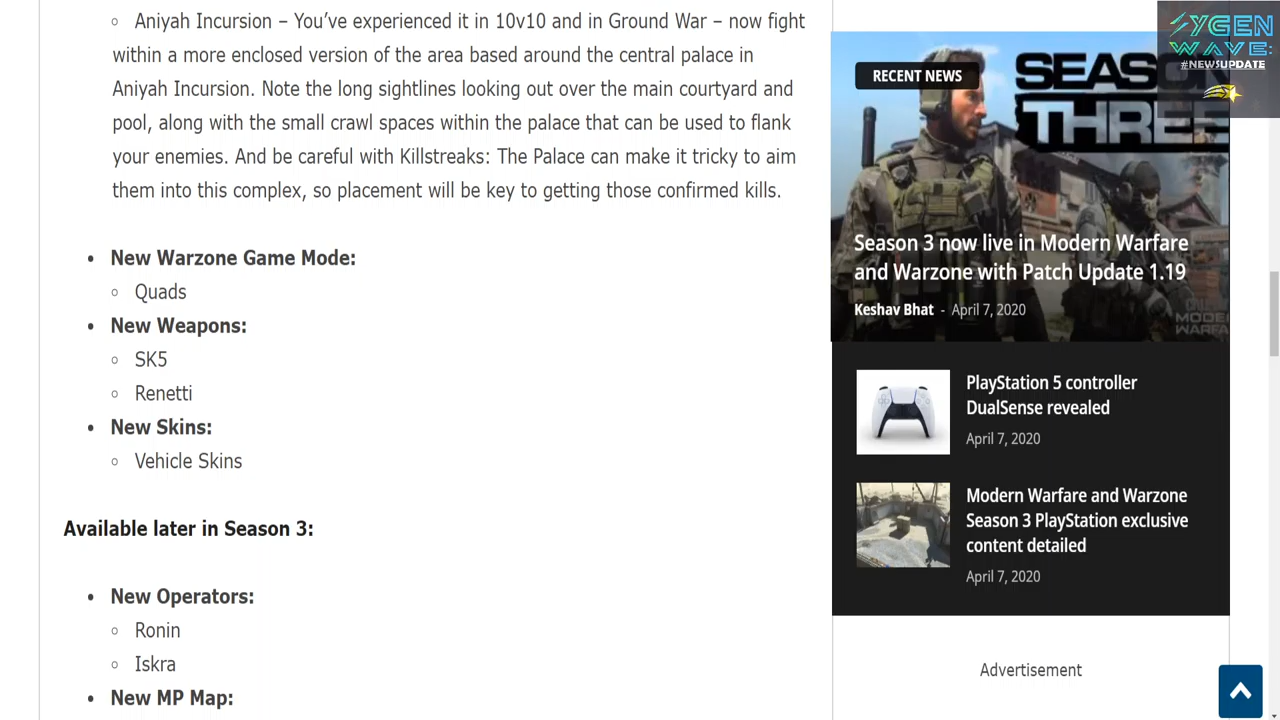 ○ Aniyah Incursion – You’ve experienced it in 10v10 and in Ground War – now fight
within a more enclosed version of the area based around the central palace in
Aniyah Incursion. Note the long sightlines looking out over the main courtyard and
pool, along with the small crawl spaces within the palace that can be used to flank
your enemies. And be careful with Killstreaks: The Palace can make it tricky to aim
them into this complex, so placement will be key to getting those confirmed kills.
• New Warzone Game Mode:
○ Quads
• New Weapons:
○ SK5
○ Renetti
• New Skins:
○ Vehicle Skins
Available later in Season 3:
• New Operators:
○ Ronin
○ Iskra
• New MP Map:
SYGEN
WAVE:
#NEWSUPDATE
RECENT NEWS
SEASON
THREE
Season 3 now live in Modern Warfare
and Warzone with Patch Update 1.19
Keshav Bhat - April 7, 2020
PlayStation 5 controller
DualSense revealed
April 7, 2020
Modern Warfare and Warzone
Season 3 PlayStation exclusive
content detailed
April 7, 2020
Advertisement